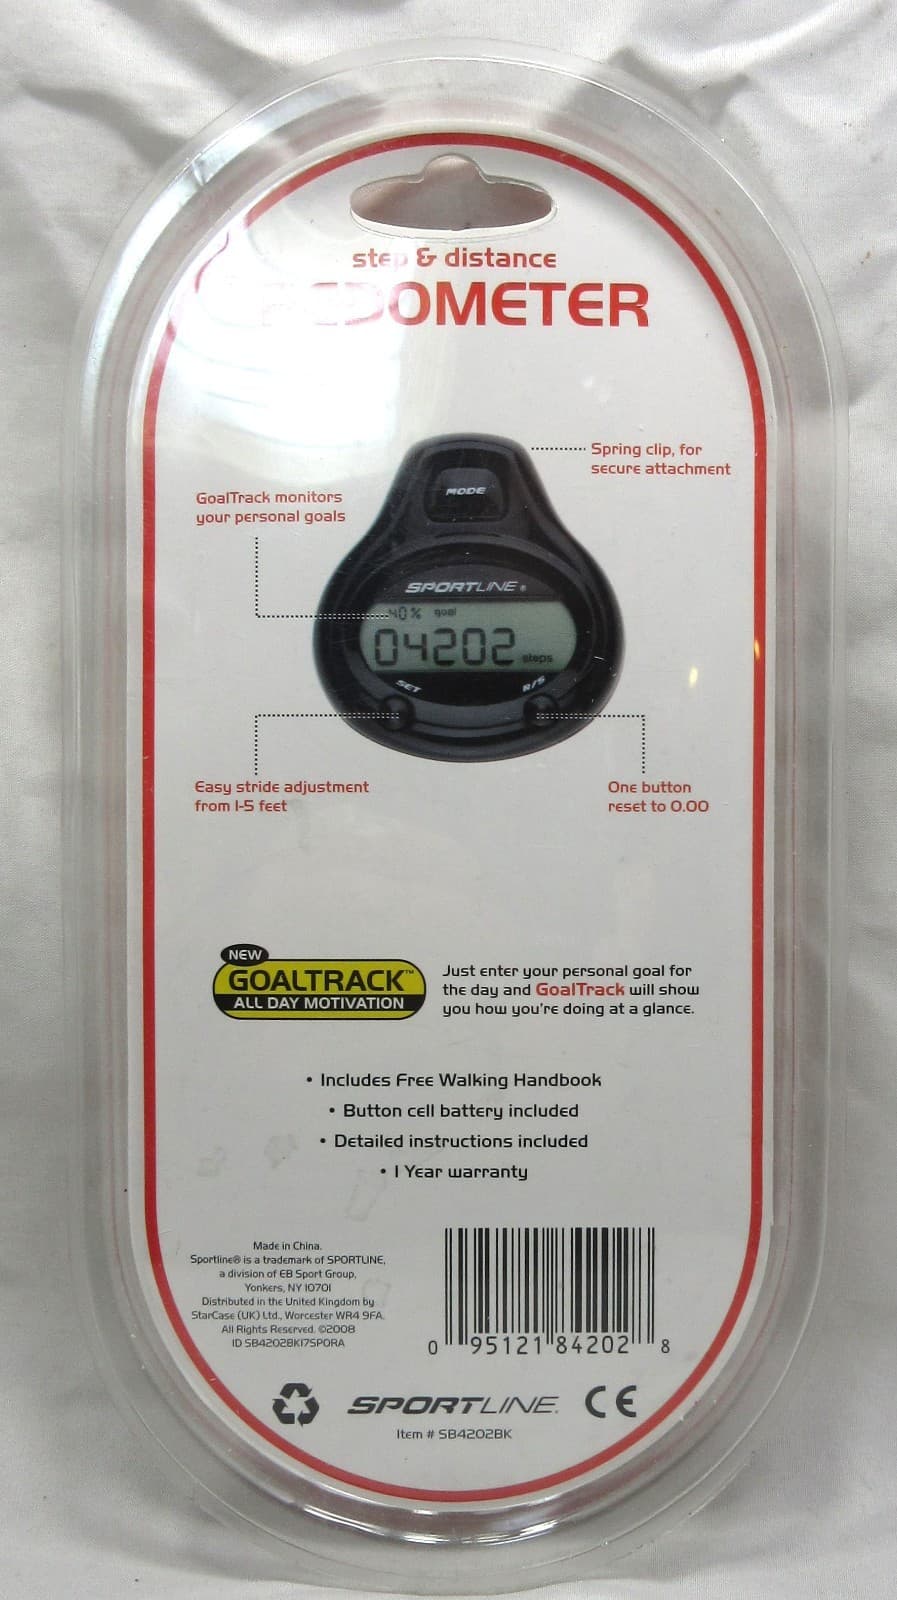 step & distance
PEDOMETER
Spring clip, for
secure attachment
GoalTrack monitors
your personal goals
MODE
SPORTLINE®
40% goal
04202 steps
SET
R/S
Easy stride adjustment
from 1-5 feet
One button
reset to 0.00
NEW
GOALTRACK™
ALL DAY MOTIVATION
Just enter your personal goal for
the day and GoalTrack will show
you how you're doing at a glance.
• Includes Free Walking Handbook
• Button cell battery included
• Detailed instructions included
• 1 Year warranty
Made in China.
Sportline® is a trademark of SPORTLINE,
a division of EB Sport Group,
Yonkers, NY 10701
Distributed in the United Kingdom by
StarCase (UK) Ltd., Worcester WR4 9FA.
All Rights Reserved. ©2008
ID SB4202BK17SPORA
0 95121 84202 8
SPORTLINE. CE
Item # SB4202BK